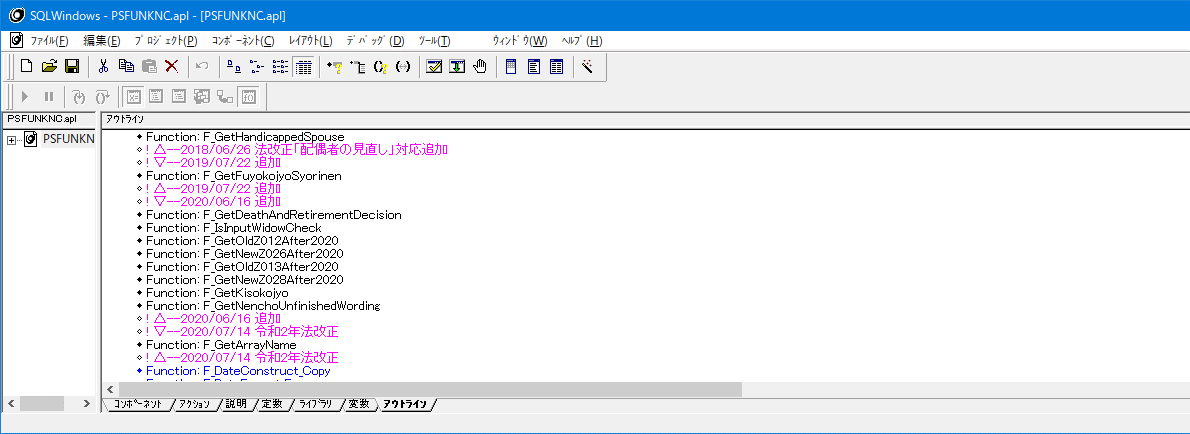 SQLWindows - PSFUNKNC.apl - [PSFUNKNC.apl]
ファイル(F) 編集(E) プロジェクト(P) コンポーネント(C) レイアウト(L) デバッグ(D) ツール(T) ウィンドウ(W) ヘルプ(H)
PSFUNKNC.apl
アウトライン
PSFUNKN
Function: F_GetHandicappedSpouse
! △--2018/06/26 法改正「配偶者の見直し」対応追加
! ▽--2019/07/22 追加
Function: F_GetFuyokojyoSyorinen
! △--2019/07/22 追加
! ▽--2020/06/16 追加
Function: F_GetDeathAndRetirementDecision
Function: F_IsInputWidowCheck
Function: F_GetOldZ012After2020
Function: F_GetNewZ026After2020
Function: F_GetOldZ013After2020
Function: F_GetNewZ028After2020
Function: F_GetKisokojyo
Function: F_GetNenchoUnfinishedWording
! △--2020/06/16 追加
! ▽--2020/07/14 令和2年法改正
Function: F_GetArrayName
! △--2020/07/14 令和2年法改正
Function: F_DateConstruct_Copy
コンポーネント アクション 説明 定数 ライブラリ 変数 アウトライン